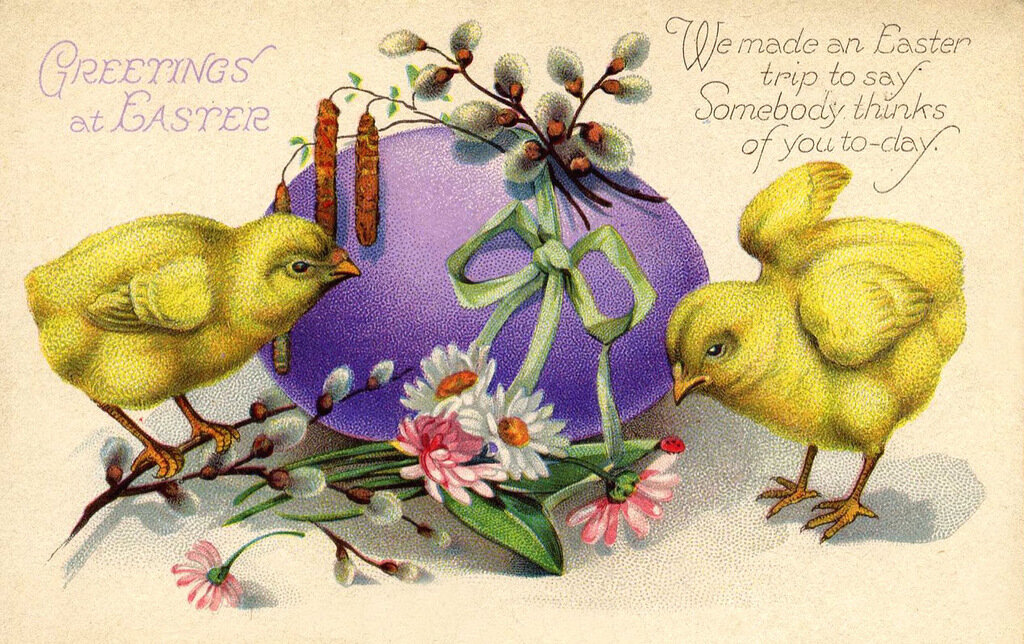 GREETINGS
at EASTER
We made an Easter
trip to say
Somebody thinks
of you to-day.